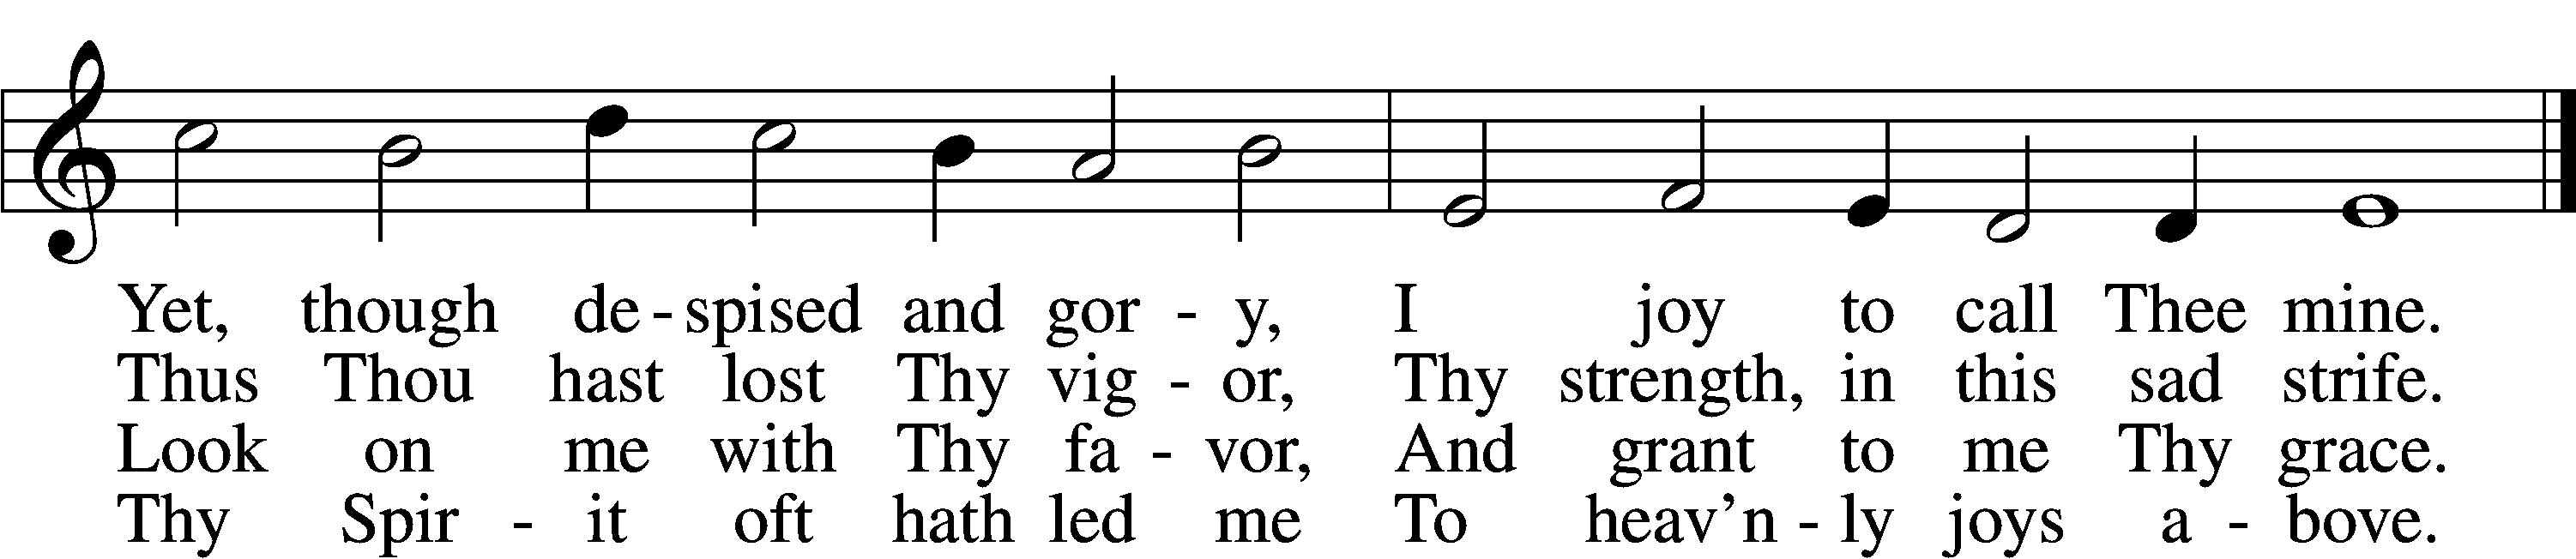 Yet, though de - spised and gor - y, I joy to call Thee mine.
Thus Thou hast lost Thy vig - or, Thy strength, in this sad strife.
Look on me with Thy fa - vor, And grant to me Thy grace.
Thy Spir - it oft hath led me To heav’n - ly joys a - bove.